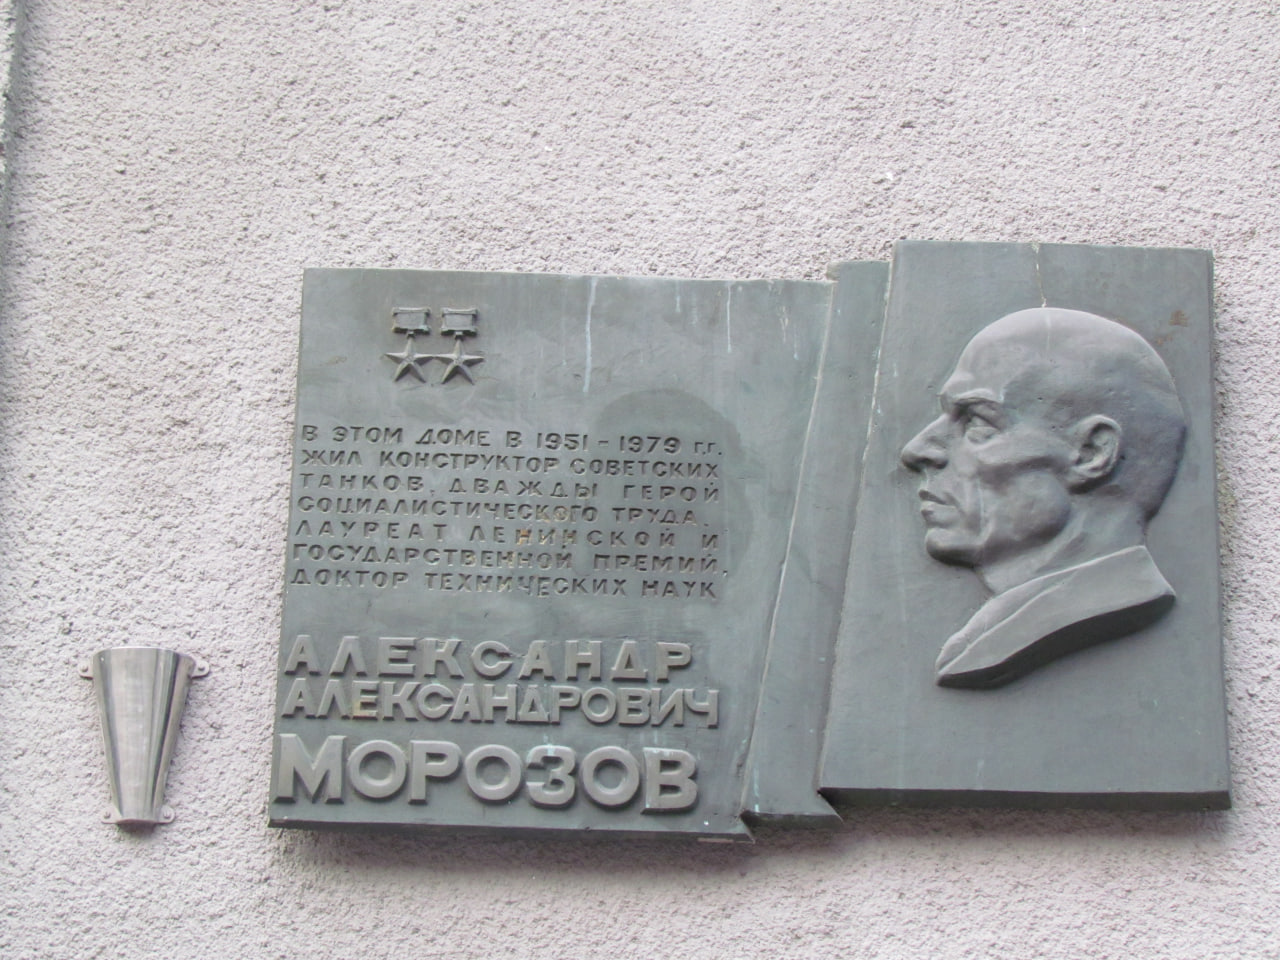 В ЭТОМ ДОМЕ В 1951 - 1979 ГГ.
ЖИЛ КОНСТРУКТОР СОВЕТСКИХ
ТАНКОВ, ДВАЖДЫ ГЕРОЙ
СОЦИАЛИСТИЧЕСКОГО ТРУДА,
ЛАУРЕАТ ЛЕНИНСКОЙ И
ГОСУДАРСТВЕННОЙ ПРЕМИЙ,
ДОКТОР ТЕХНИЧЕСКИХ НАУК
АЛЕКСАНДР
АЛЕКСАНДРОВИЧ
МОРОЗОВ